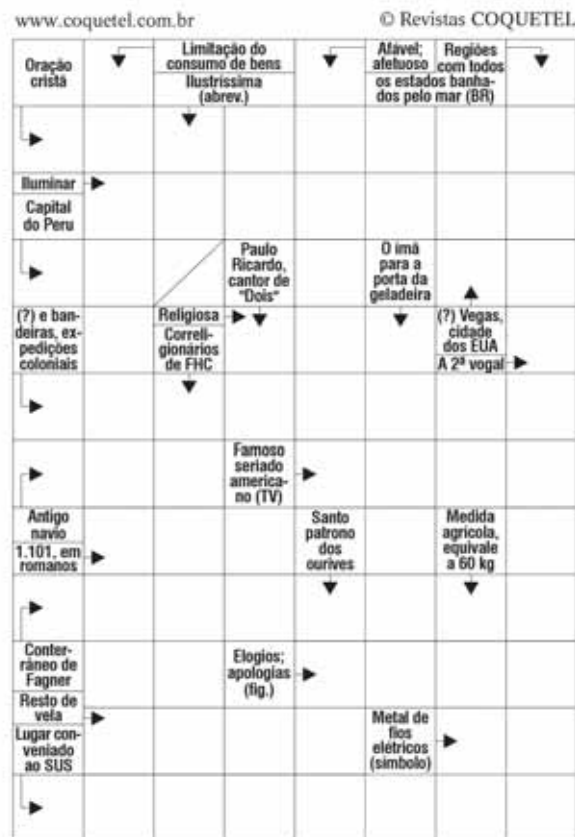 www.coquetel.com.br
© Revistas COQUETEL
Oração
cristã
Limitação do
consumo de bens
Ilustríssima
(abrev.)
Afável;
afetuoso
Regiões
com todos
os estados banha-
dos pelo mar (BR)
Iluminar
Capital
do Peru
Paulo
Ricardo,
cantor de
"Dois"
O imã
para a
porta da
geladeira
(?) e ban-
deiras, ex-
pedições
coloniais
Religiosa
Correli-
gionários
de FHC
(?) Vegas,
cidade
dos EUA
A 2ª vogal
Famoso
seriado
america-
no (TV)
Antigo
navio
1.101, em
romanos
Santo
patrono
dos
ourives
Medida
agrícola,
equivale
a 60 kg
Conter-
râneo de
Fagner
Elogios;
apologias
(fig.)
Resto de
vela
Lugar con-
veniado
ao SUS
Metal de
fios
elétricos
(símbolo)